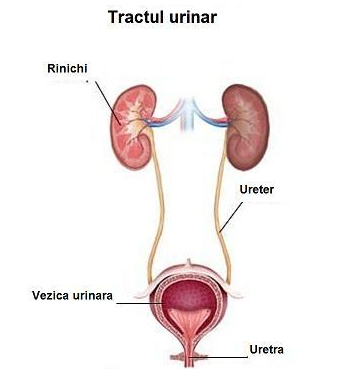 Tractul urinar
Rinichi
Ureter
Vezica urinara
Uretra